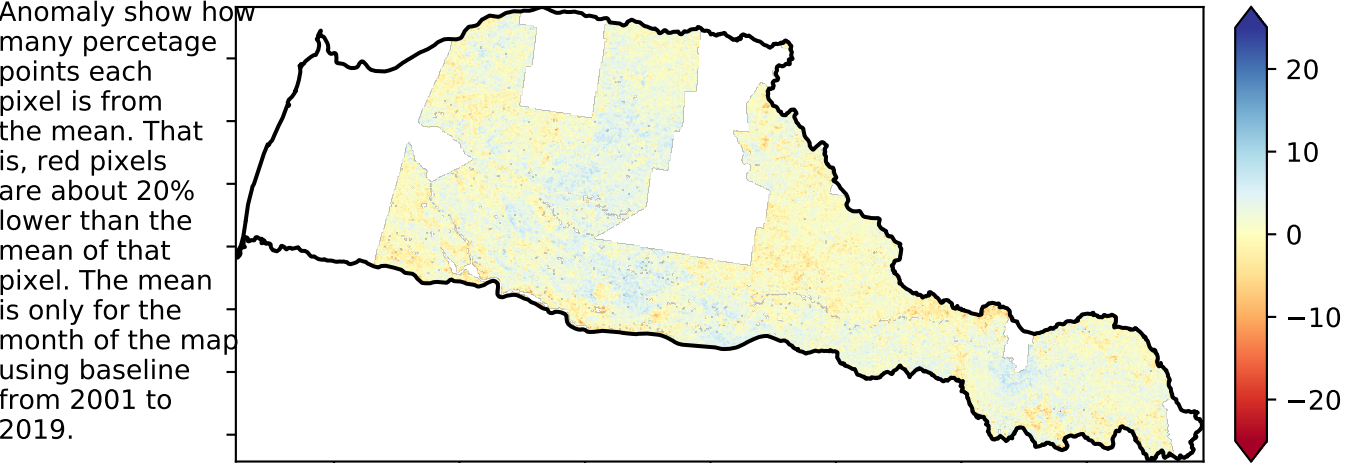 Anomaly show how
many percetage
points each
pixel is from
the mean. That
is, red pixels
are about 20%
lower than the
mean of that
pixel. The mean
is only for the
month of the map
using baseline
from 2001 to
2019.
20
10
0
−10
−20